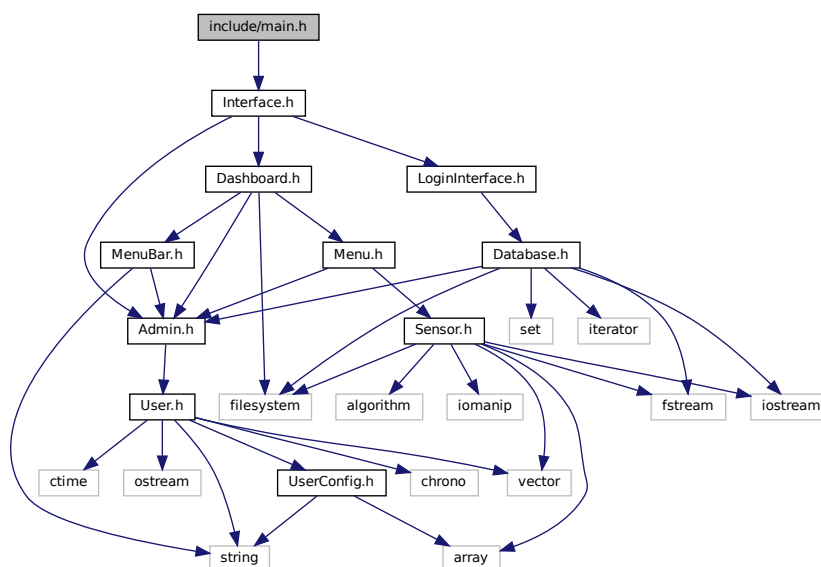 include/main.h
Interface.h
Dashboard.h
LoginInterface.h
MenuBar.h
Menu.h
Database.h
Admin.h
Sensor.h
set
iterator
User.h
filesystem
algorithm
iomanip
fstream
iostream
ctime
ostream
UserConfig.h
chrono
vector
string
array